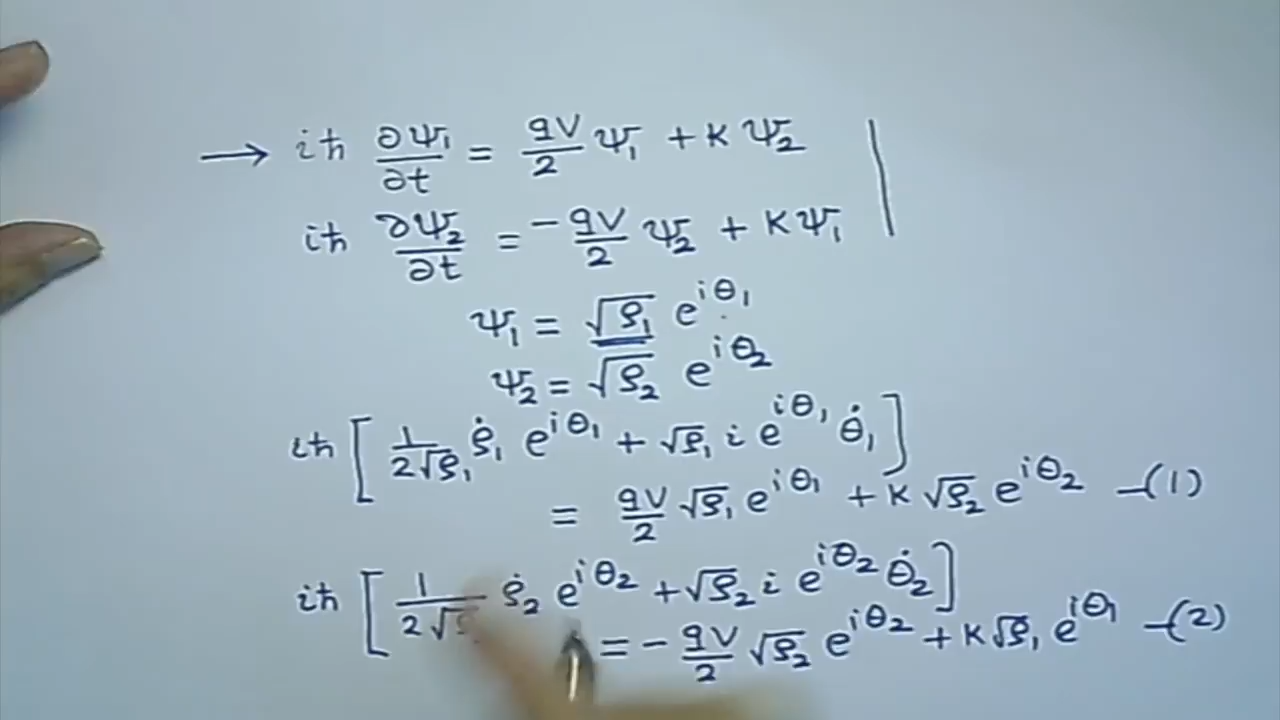 → iħ ∂Ψ₁/∂t = qV/2 Ψ₁ + K Ψ₂
iħ ∂Ψ₂/∂t = -qV/2 Ψ₂ + KΨ₁
Ψ₁ = √ρ₁ e^{iθ₁}
Ψ₂ = √ρ₂ e^{iθ₂}
iħ [ 1/(2√ρ₁) ρ̇₁ e^{iθ₁} + √ρ₁ i e^{iθ₁} θ̇₁ ]
= qV/2 √ρ₁ e^{iθ₁} + K √ρ₂ e^{iθ₂} —(1)
iħ [ 1/(2√ρ) ρ̇₂ e^{iθ₂} + √ρ₂ i e^{iθ₂} θ̇₂ ]
= - qV/2 √ρ₂ e^{iθ₂} + K√ρ₁ e^{iθ₁} —(2)